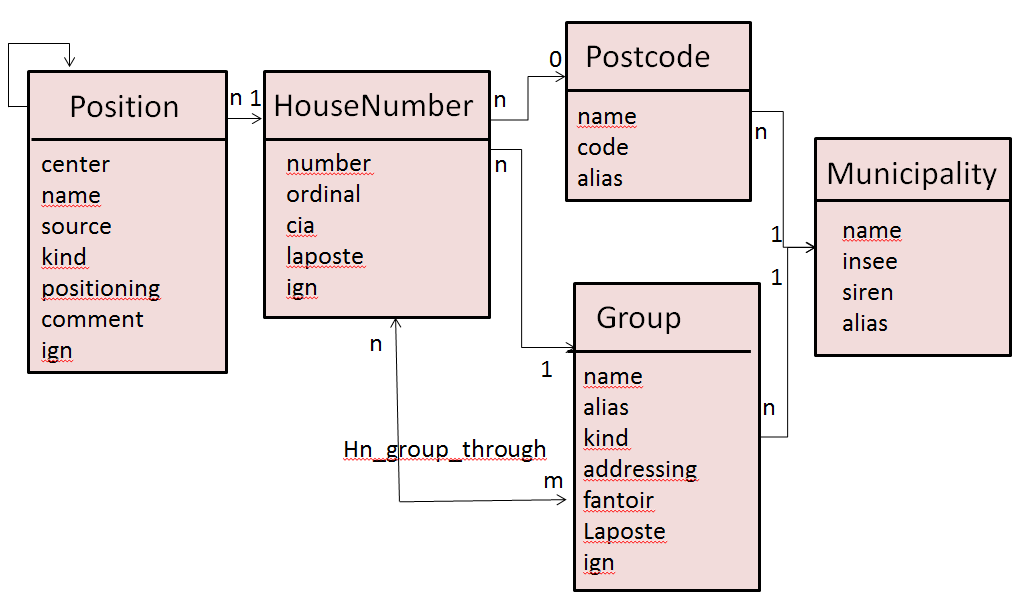 Position
center
name
source
kind
positioning
comment
ign
n 1
HouseNumber
number
ordinal
cia
laposte
ign
n
0
n
1
n
Hn_group_through
m
Postcode
name
code
alias
n
1
Group
name
alias
kind
addressing
fantoir
Laposte
ign
n
1
Municipality
name
insee
siren
alias